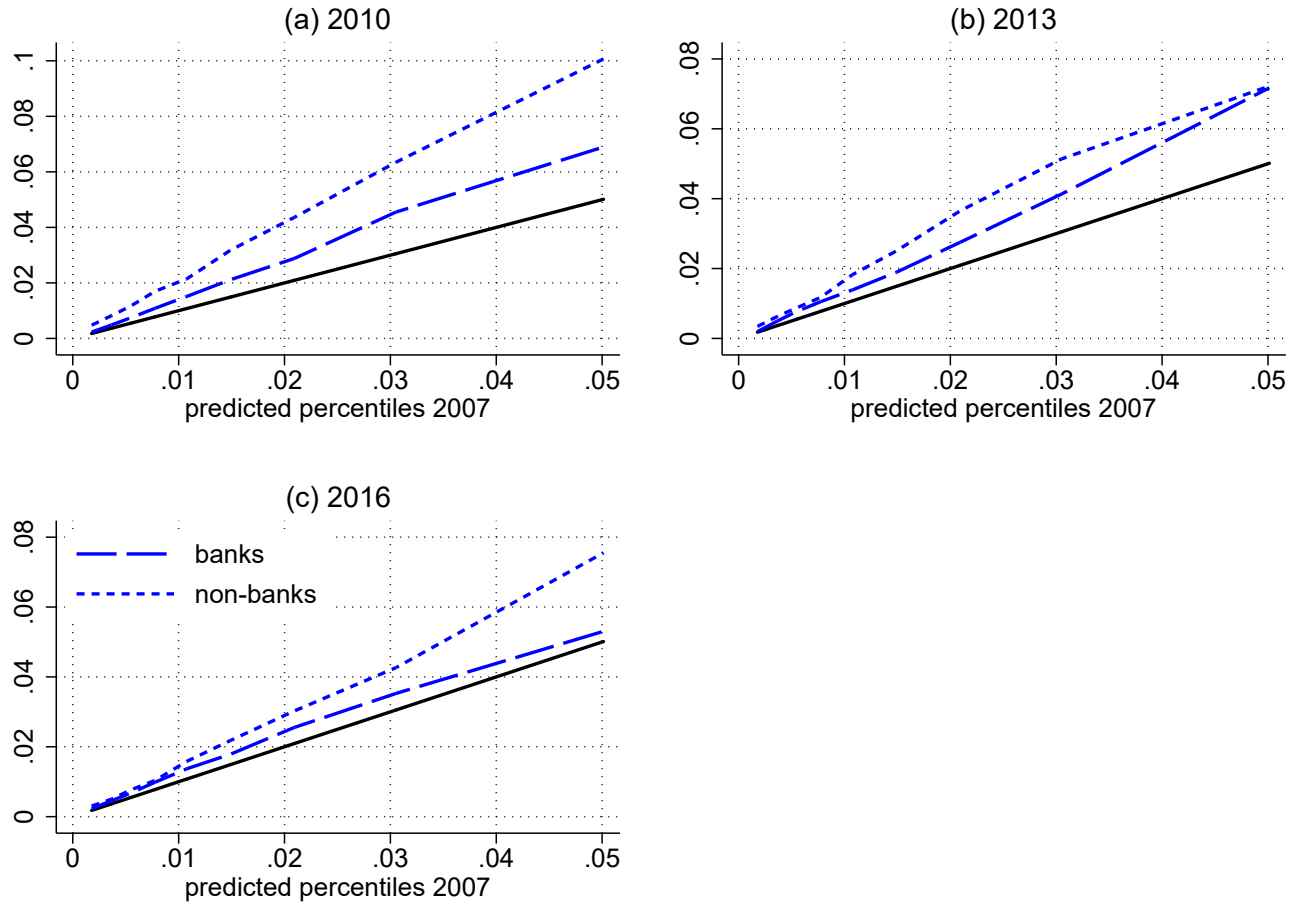 (a) 2010
.1
.08
.06
.04
.02
0
0 .01 .02 .03 .04 .05
predicted percentiles 2007
(b) 2013
.08
.06
.04
.02
0
0 .01 .02 .03 .04 .05
predicted percentiles 2007
(c) 2016
.08
.06
.04
.02
0
banks
non-banks
0 .01 .02 .03 .04 .05
predicted percentiles 2007